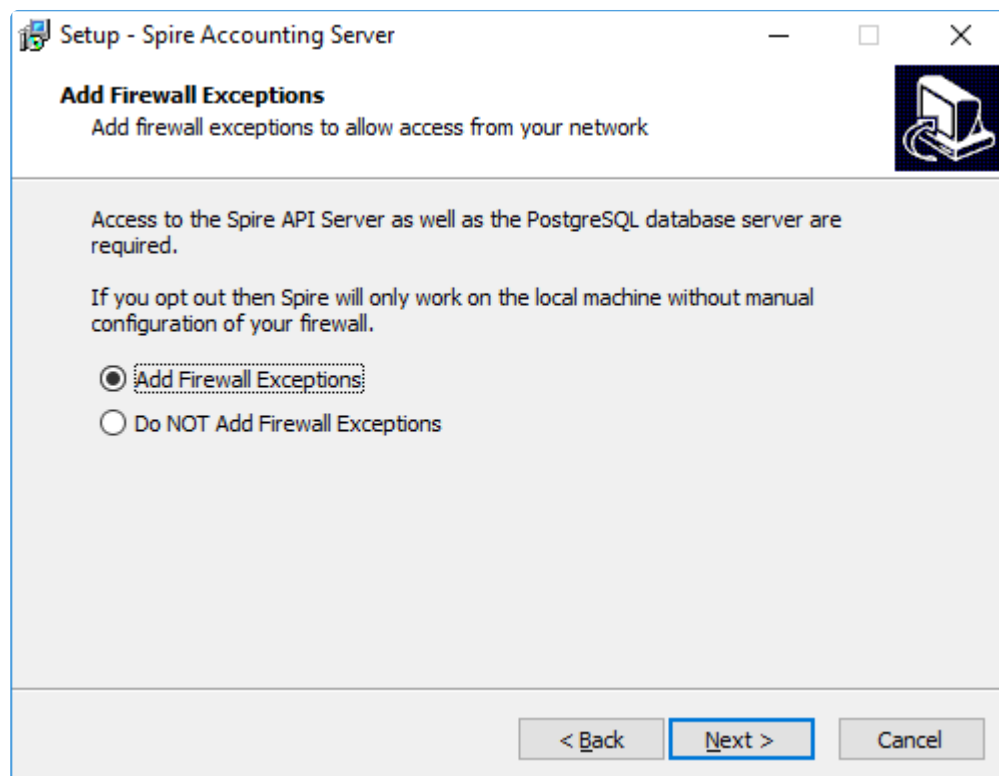 Setup - Spire Accounting Server
Add Firewall Exceptions
Add firewall exceptions to allow access from your network
Access to the Spire API Server as well as the PostgreSQL database server are
required.
If you opt out then Spire will only work on the local machine without manual
configuration of your firewall.
Add Firewall Exceptions
Do NOT Add Firewall Exceptions
< Back
Next >
Cancel